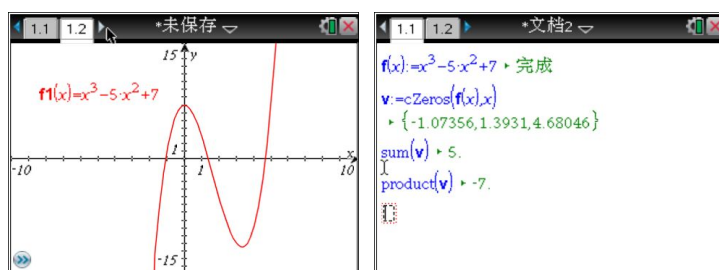 1.1 1.2 *未保存
15 y
f1(x)=x³-5·x²+7
1
x
-10 1 10
-15
1.1 1.2 *文档2
f(x):=x³-5·x²+7 ▸ 完成
v:=cZeros(f(x),x)
▸ {-1.07356,1.3931,4.68046}
sum(v) ▸ 5.
product(v) ▸ -7.